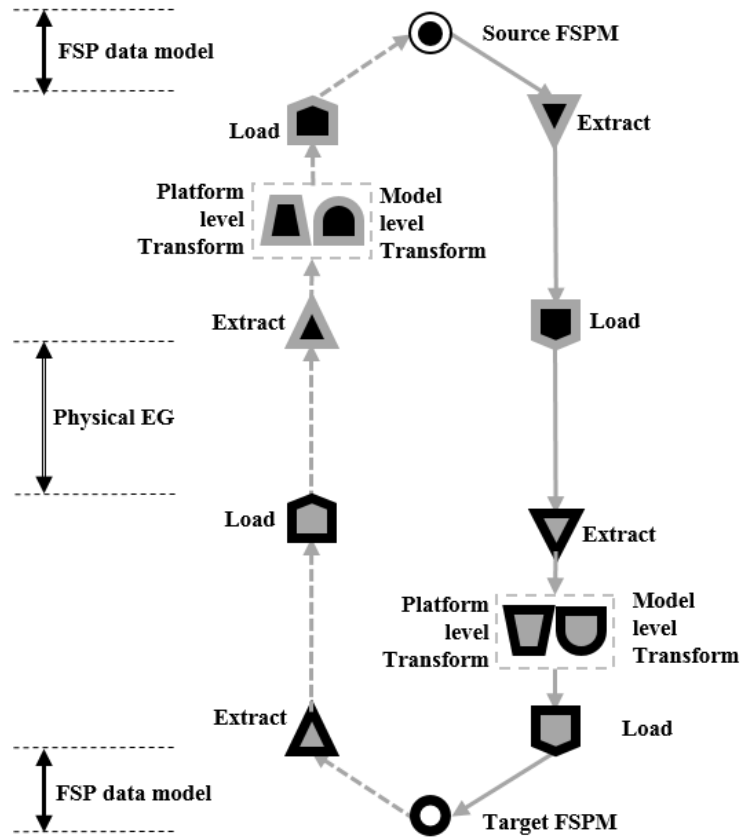 Source FSPM
FSP data model
Extract
Load
Platform
level
Transform
Model
level
Transform
Extract
Load
Physical EG
Load
Extract
Platform
level
Transform
Model
level
Transform
Extract
Load
FSP data model
Target FSPM